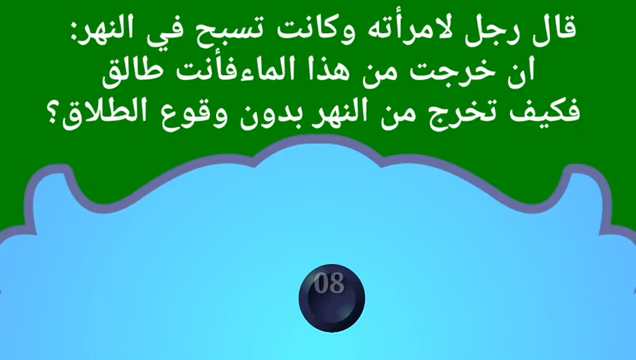 قال رجل لامرأته وكانت تسبح في النهر:
ان خرجت من هذا الماءفأنت طالق
فكيف تخرج من النهر بدون وقوع الطلاق؟
08